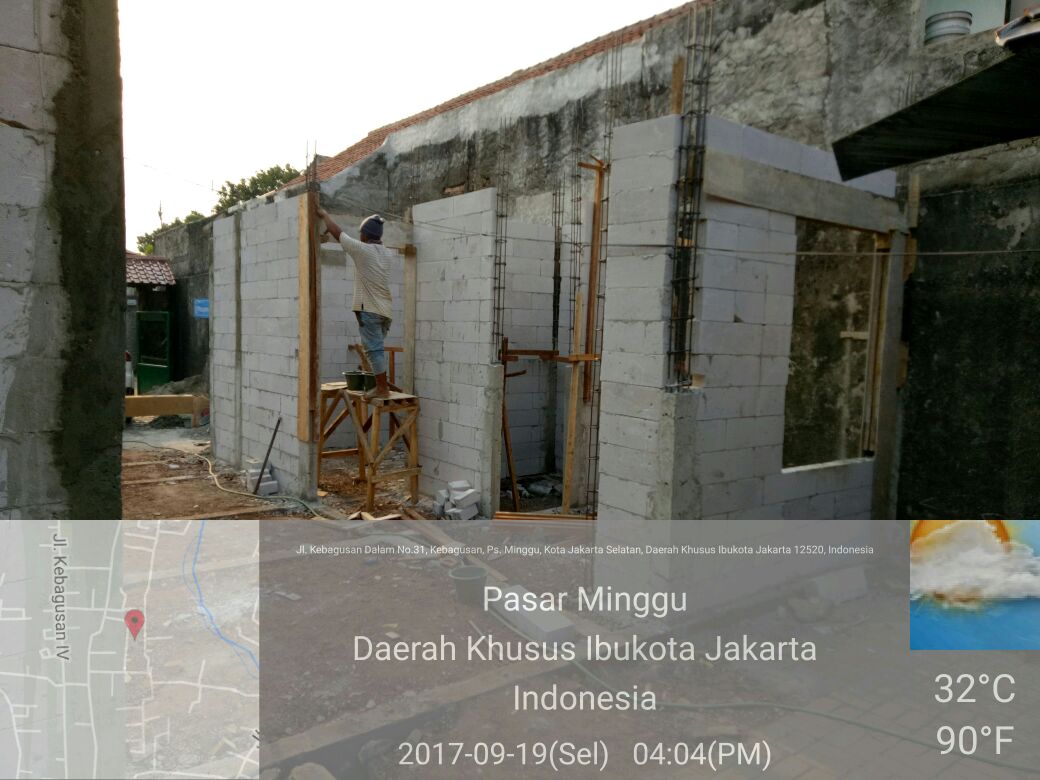 Jl. Kebagusan Dalam No.31, Kebagusan, Ps. Minggu, Kota Jakarta Selatan, Daerah Khusus Ibukota Jakarta 12520, Indonesia
Jl. Kebagusan IV
Pasar Minggu
Daerah Khusus Ibukota Jakarta
Indonesia
2017-09-19(Sel) 04:04(PM)
32°C
90°F